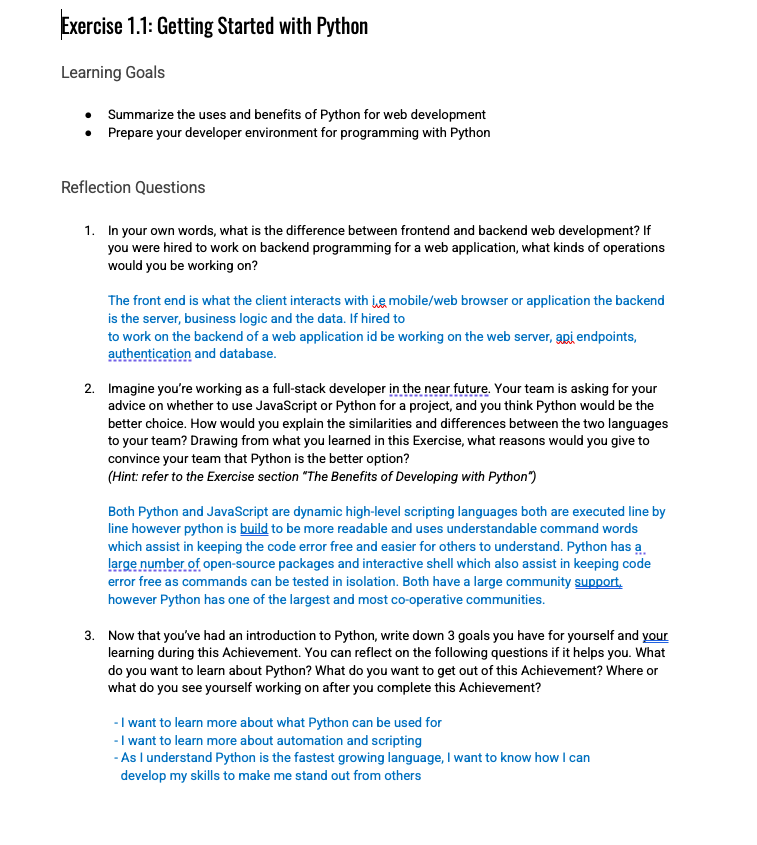 Exercise 1.1: Getting Started with Python
Learning Goals
● Summarize the uses and benefits of Python for web development
● Prepare your developer environment for programming with Python
Reflection Questions
1. In your own words, what is the difference between frontend and backend web development? If
you were hired to work on backend programming for a web application, what kinds of operations
would you be working on?
The front end is what the client interacts with i.e mobile/web browser or application the backend
is the server, business logic and the data. If hired to
to work on the backend of a web application id be working on the web server, api endpoints,
authentication and database.
2. Imagine you’re working as a full-stack developer in the near future. Your team is asking for your
advice on whether to use JavaScript or Python for a project, and you think Python would be the
better choice. How would you explain the similarities and differences between the two languages
to your team? Drawing from what you learned in this Exercise, what reasons would you give to
convince your team that Python is the better option?
(Hint: refer to the Exercise section “The Benefits of Developing with Python”)
Both Python and JavaScript are dynamic high-level scripting languages both are executed line by
line however python is build to be more readable and uses understandable command words
which assist in keeping the code error free and easier for others to understand. Python has a
large number of open-source packages and interactive shell which also assist in keeping code
error free as commands can be tested in isolation. Both have a large community support,
however Python has one of the largest and most co-operative communities.
3. Now that you’ve had an introduction to Python, write down 3 goals you have for yourself and your
learning during this Achievement. You can reflect on the following questions if it helps you. What
do you want to learn about Python? What do you want to get out of this Achievement? Where or
what do you see yourself working on after you complete this Achievement?
- I want to learn more about what Python can be used for
- I want to learn more about automation and scripting
- As I understand Python is the fastest growing language, I want to know how I can
develop my skills to make me stand out from others